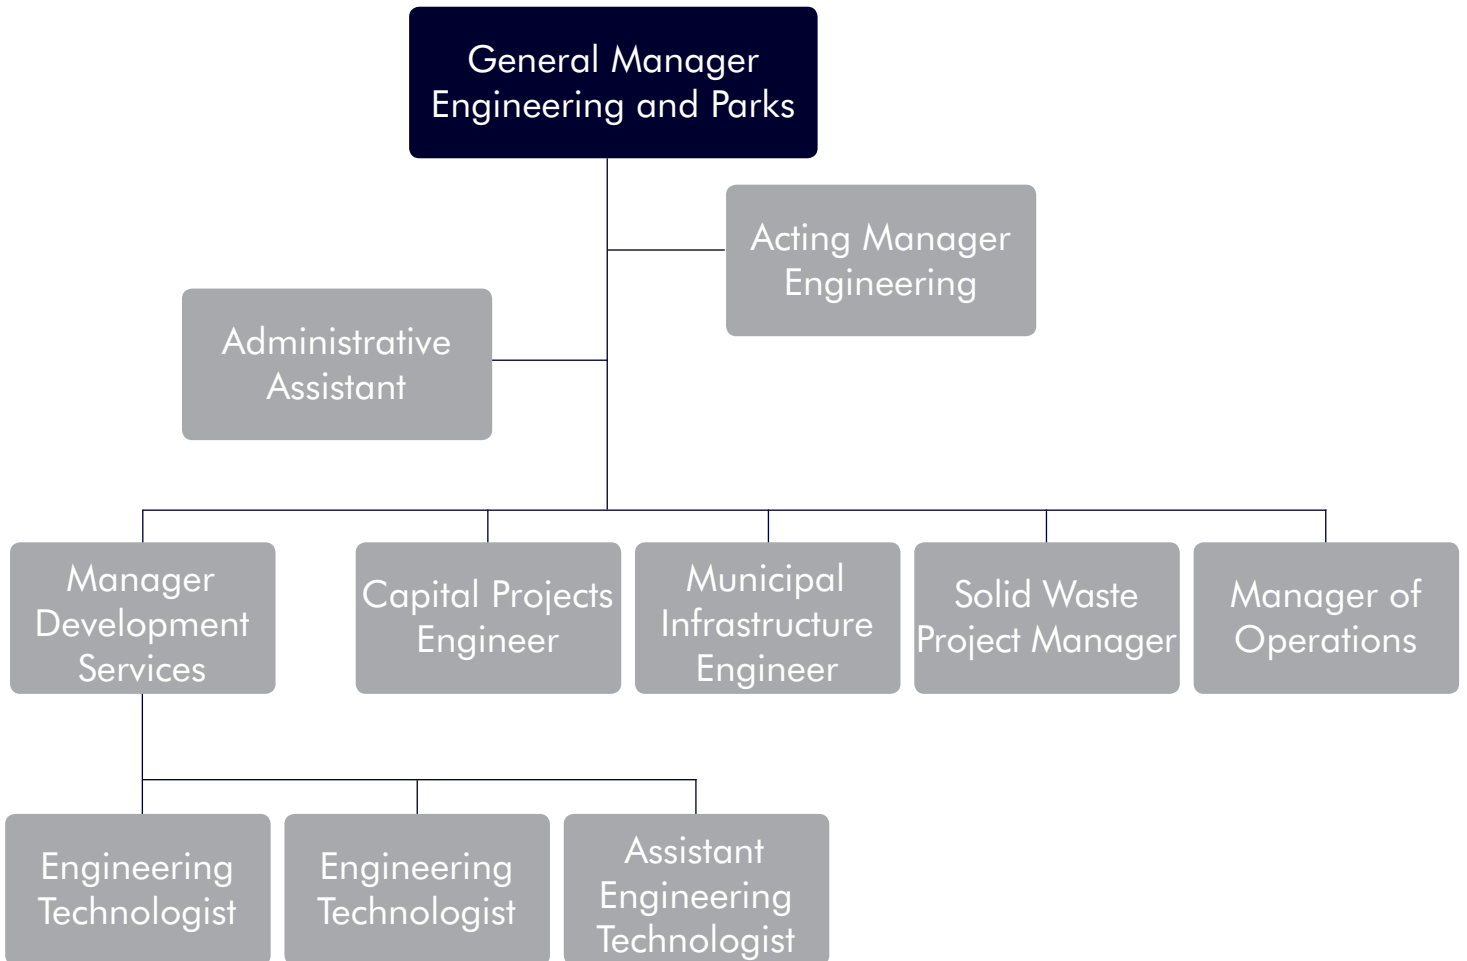 General Manager
Engineering and Parks
Acting Manager
Engineering
Administrative
Assistant
Manager
Development
Services
Capital Projects
Engineer
Municipal
Infrastructure
Engineer
Solid Waste
Project Manager
Manager of
Operations
Engineering
Technologist
Engineering
Technologist
Assistant
Engineering
Technologist